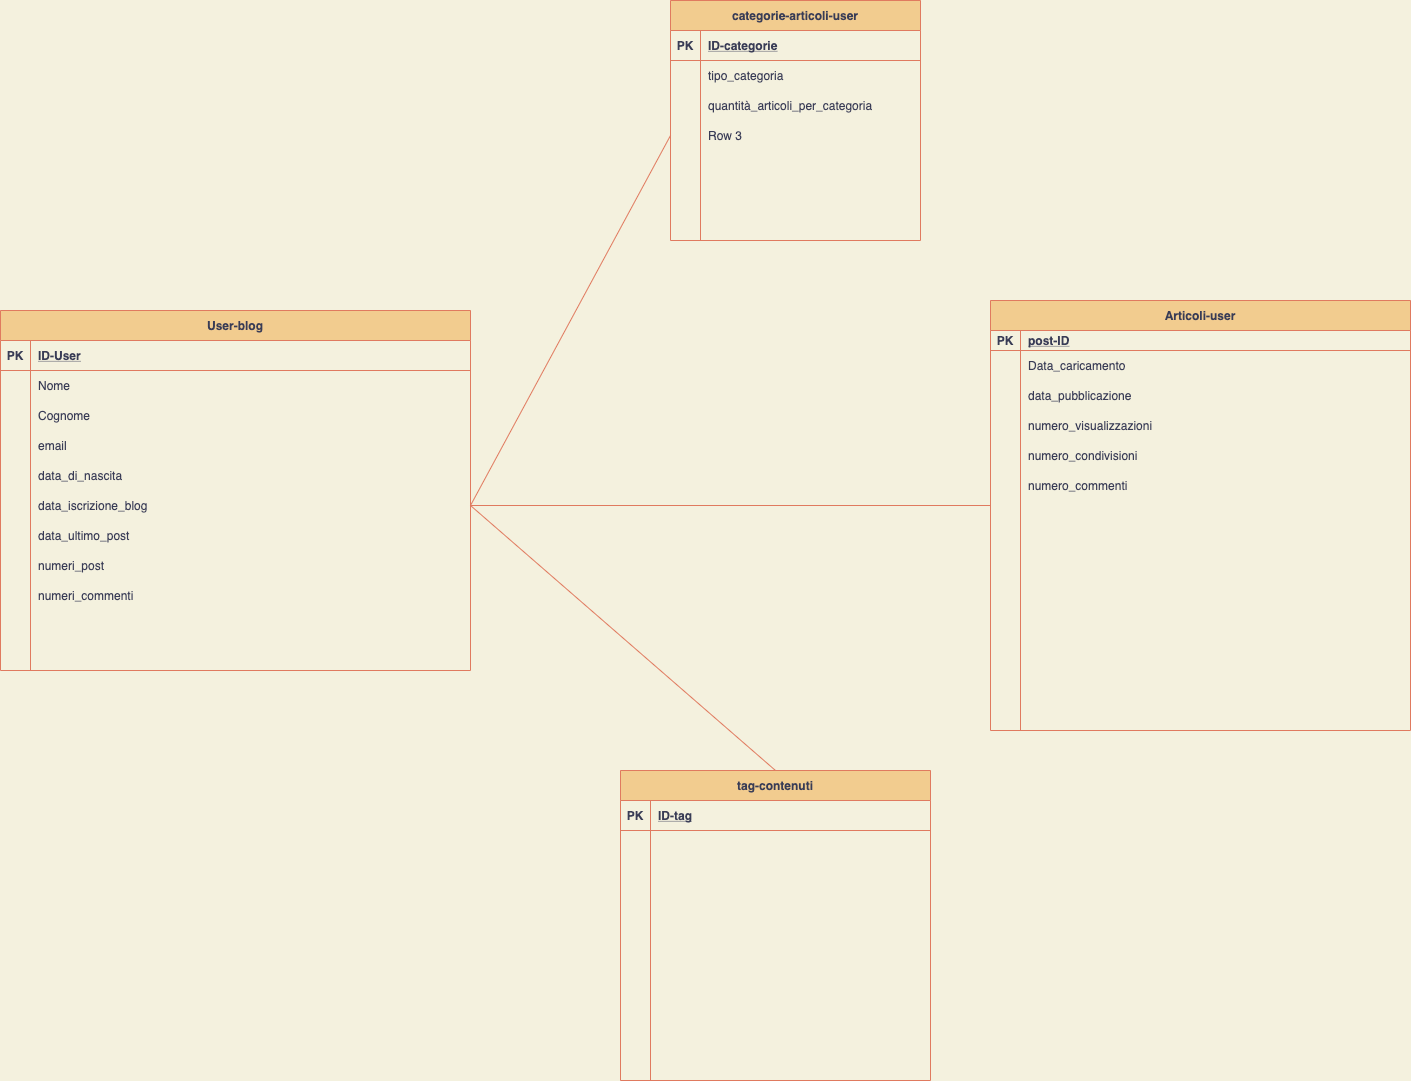 categorie-articoli-user
PK ID-categorie
tipo_categoria
quantità_articoli_per_categoria
Row 3
User-blog
PK ID-User
Nome
Cognome
email
data_di_nascita
data_iscrizione_blog
data_ultimo_post
numeri_post
numeri_commenti
Articoli-user
PK post-ID
Data_caricamento
data_pubblicazione
numero_visualizzazioni
numero_condivisioni
numero_commenti
tag-contenuti
PK ID-tag